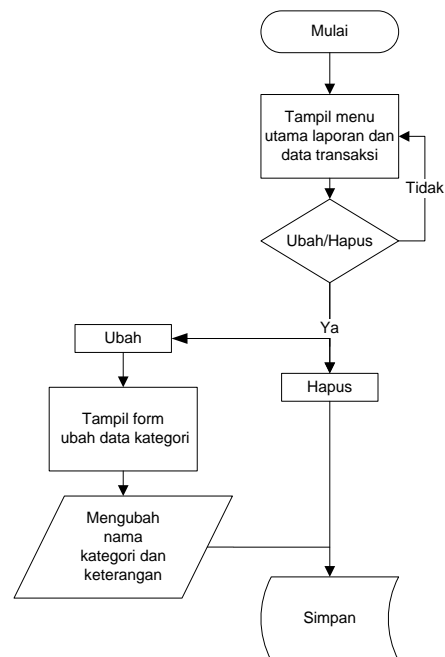 Mulai
Tampil menu
utama laporan dan
data transaksi
Tidak
Ubah/Hapus
Ya
Ubah
Hapus
Tampil form
ubah data kategori
Mengubah
nama
kategori dan
keterangan
Simpan